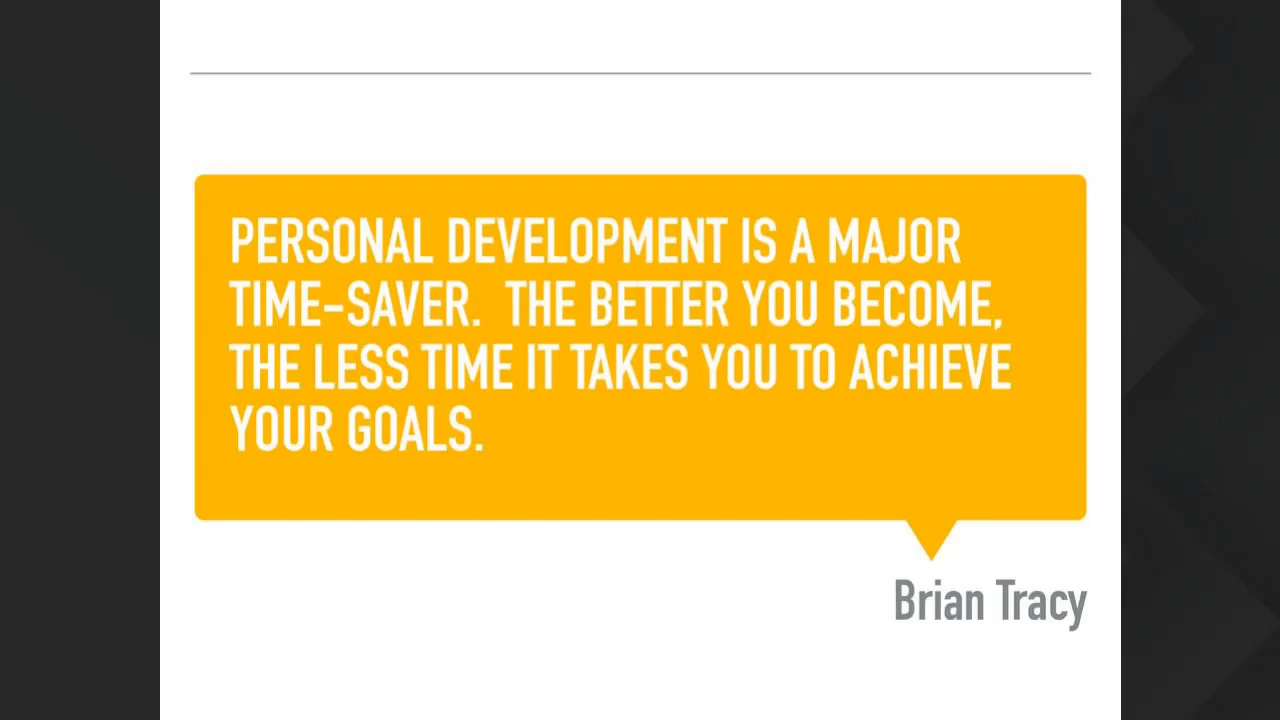 PERSONAL DEVELOPMENT IS A MAJOR
TIME-SAVER.  THE BETTER YOU BECOME,
THE LESS TIME IT TAKES YOU TO ACHIEVE
YOUR GOALS.
Brian Tracy